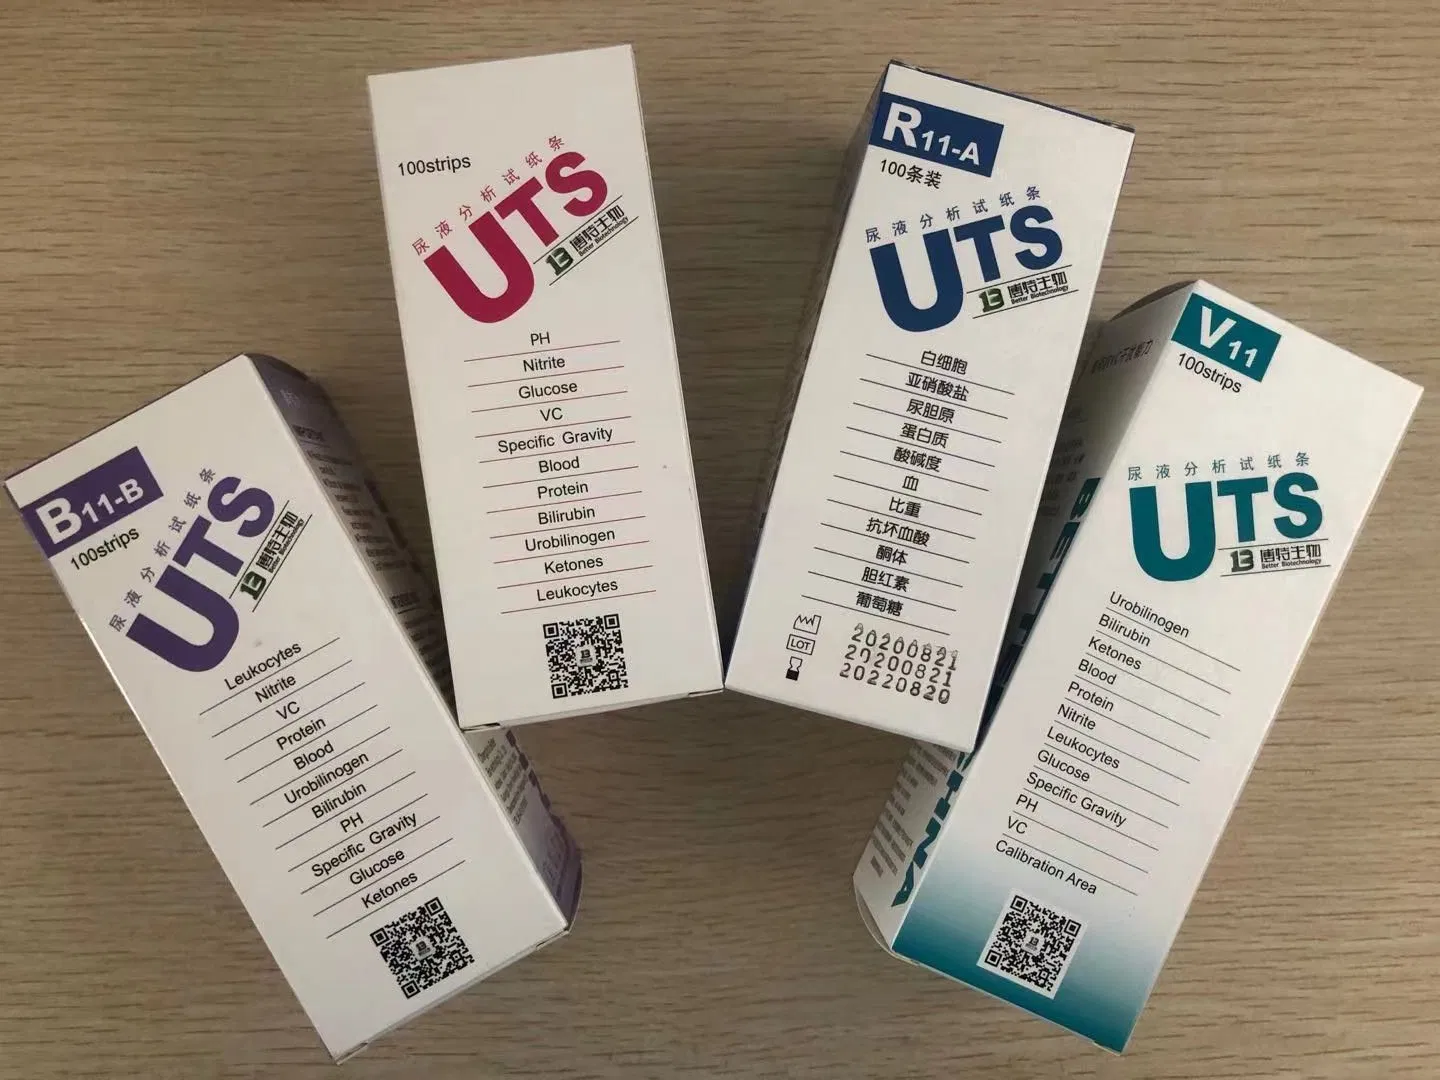 B11-B
100strips
尿液分析试纸条
UTS
B 博特生物
Better Biotechnology
Leukocytes
Nitrite
VC
Protein
Blood
Urobilinogen
Bilirubin
PH
Specific Gravity
Glucose
Ketones
100strips
尿液分析试纸条
UTS
B 博特生物
Better Biotechnology
PH
Nitrite
Glucose
VC
Specific Gravity
Blood
Protein
Bilirubin
Urobilinogen
Ketones
Leukocytes
R11-A
100条装
尿液分析试纸条
UTS
B 博特生物
Better Biotechnology
白细胞
亚硝酸盐
尿胆原
蛋白质
酸碱度
血
比重
抗坏血酸
酮体
胆红素
葡萄糖
20200821
LOT 20200821
20220820
V11
100strips
尿液分析试纸条
UTS
B 博特生物
Better Biotechnology
Urobilinogen
Bilirubin
Ketones
Blood
Protein
Nitrite
Leukocytes
Glucose
Specific Gravity
PH
VC
Calibration Area